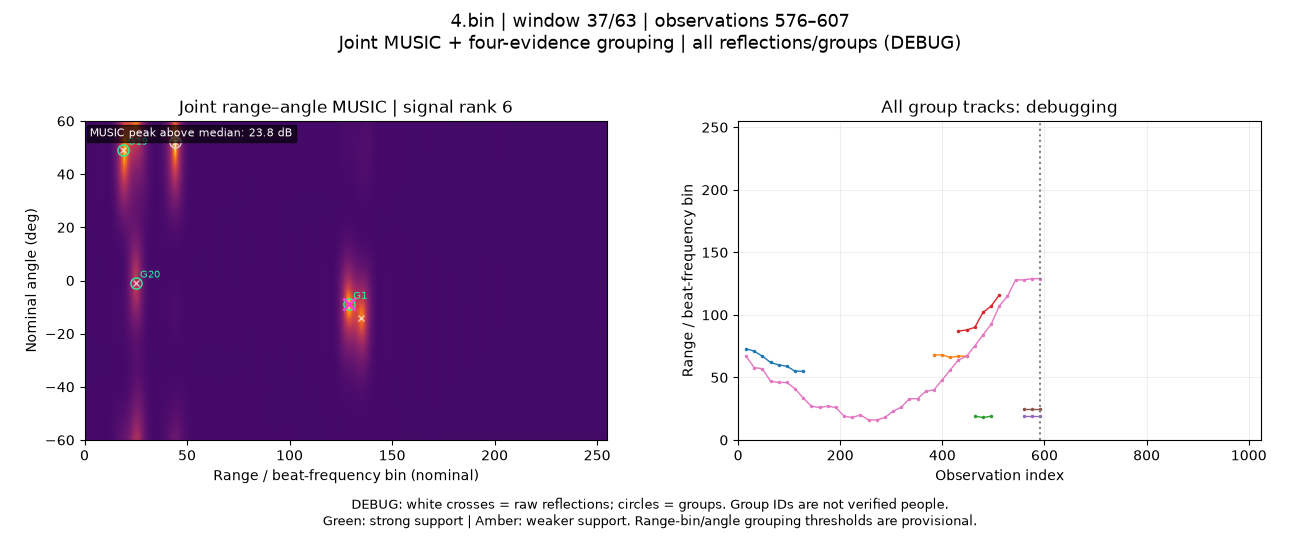 4.bin | window 37/63 | observations 576–607
Joint MUSIC + four-evidence grouping | all reflections/groups (DEBUG)
Joint range–angle MUSIC | signal rank 6
MUSIC peak above median: 23.8 dB
G20
G1
60
40
20
0
−20
−40
−60
Nominal angle (deg)
0
50
100
150
200
250
Range / beat-frequency bin (nominal)
All group tracks: debugging
250
200
150
100
50
0
Range / beat-frequency bin
0
200
400
600
800
1000
Observation index
DEBUG: white crosses = raw reflections; circles = groups. Group IDs are not verified people.
Green: strong support | Amber: weaker support. Range-bin/angle grouping thresholds are provisional.